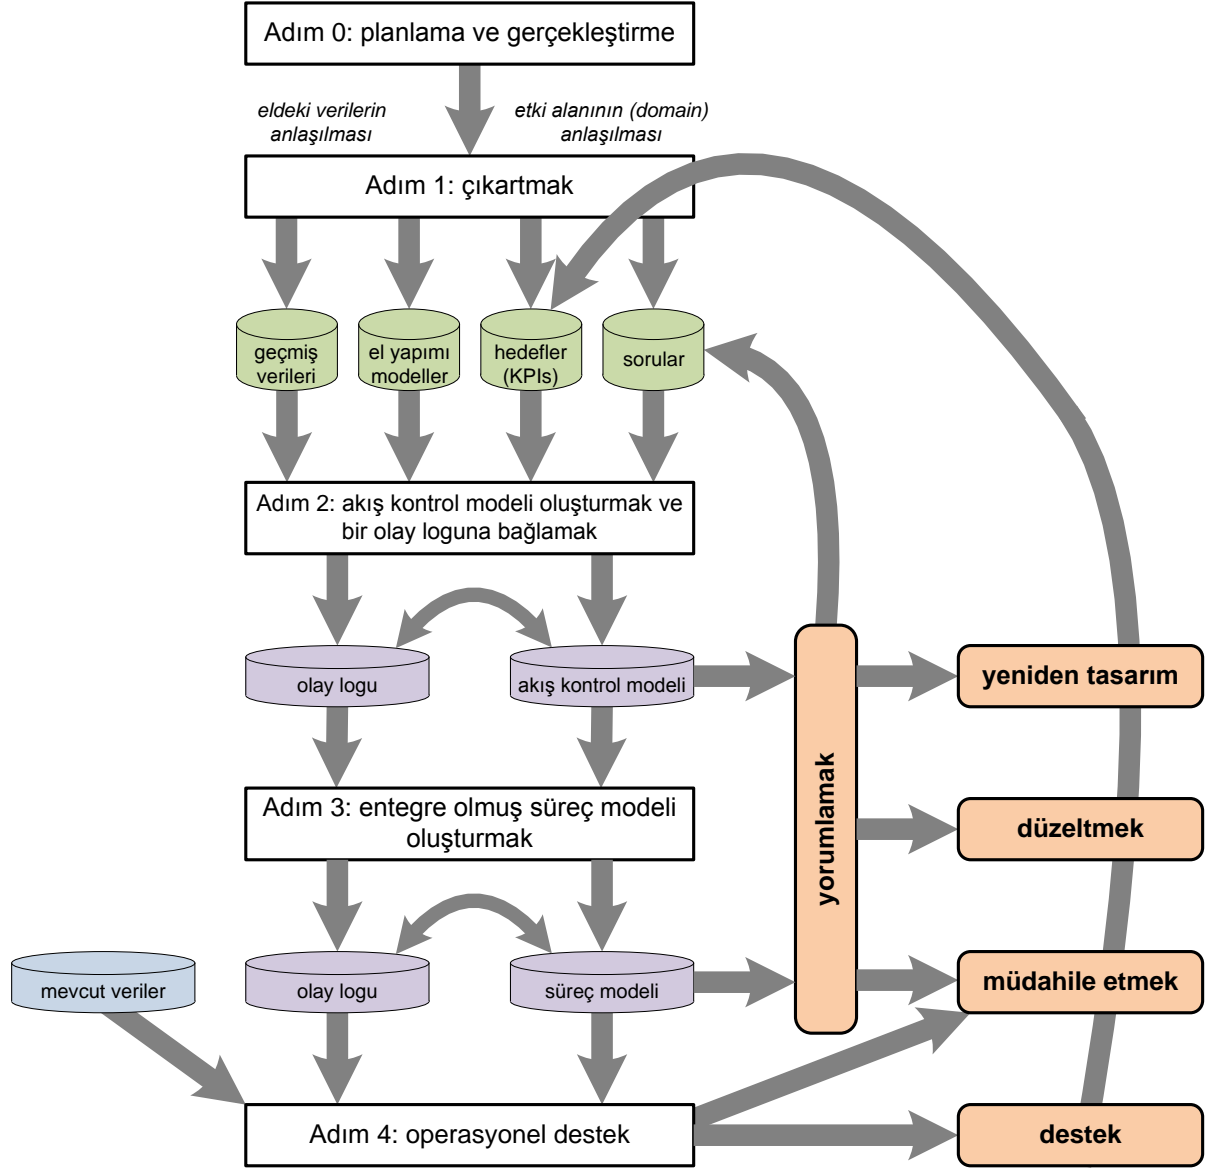 Adım 0: planlama ve gerçekleştirme
eldeki verilerin
anlaşılması
etki alanının (domain)
anlaşılması
Adım 1: çıkartmak
geçmiş
verileri
el yapımı
modeller
hedefler
(KPIs)
sorular
Adım 2: akış kontrol modeli oluşturmak ve
bir olay loguna bağlamak
olay logu
akış kontrol modeli
yeniden tasarım
yorumlamak
Adım 3: entegre olmuş süreç modeli
oluşturmak
düzeltmek
mevcut veriler
olay logu
süreç modeli
müdahile etmek
Adım 4: operasyonel destek
destek